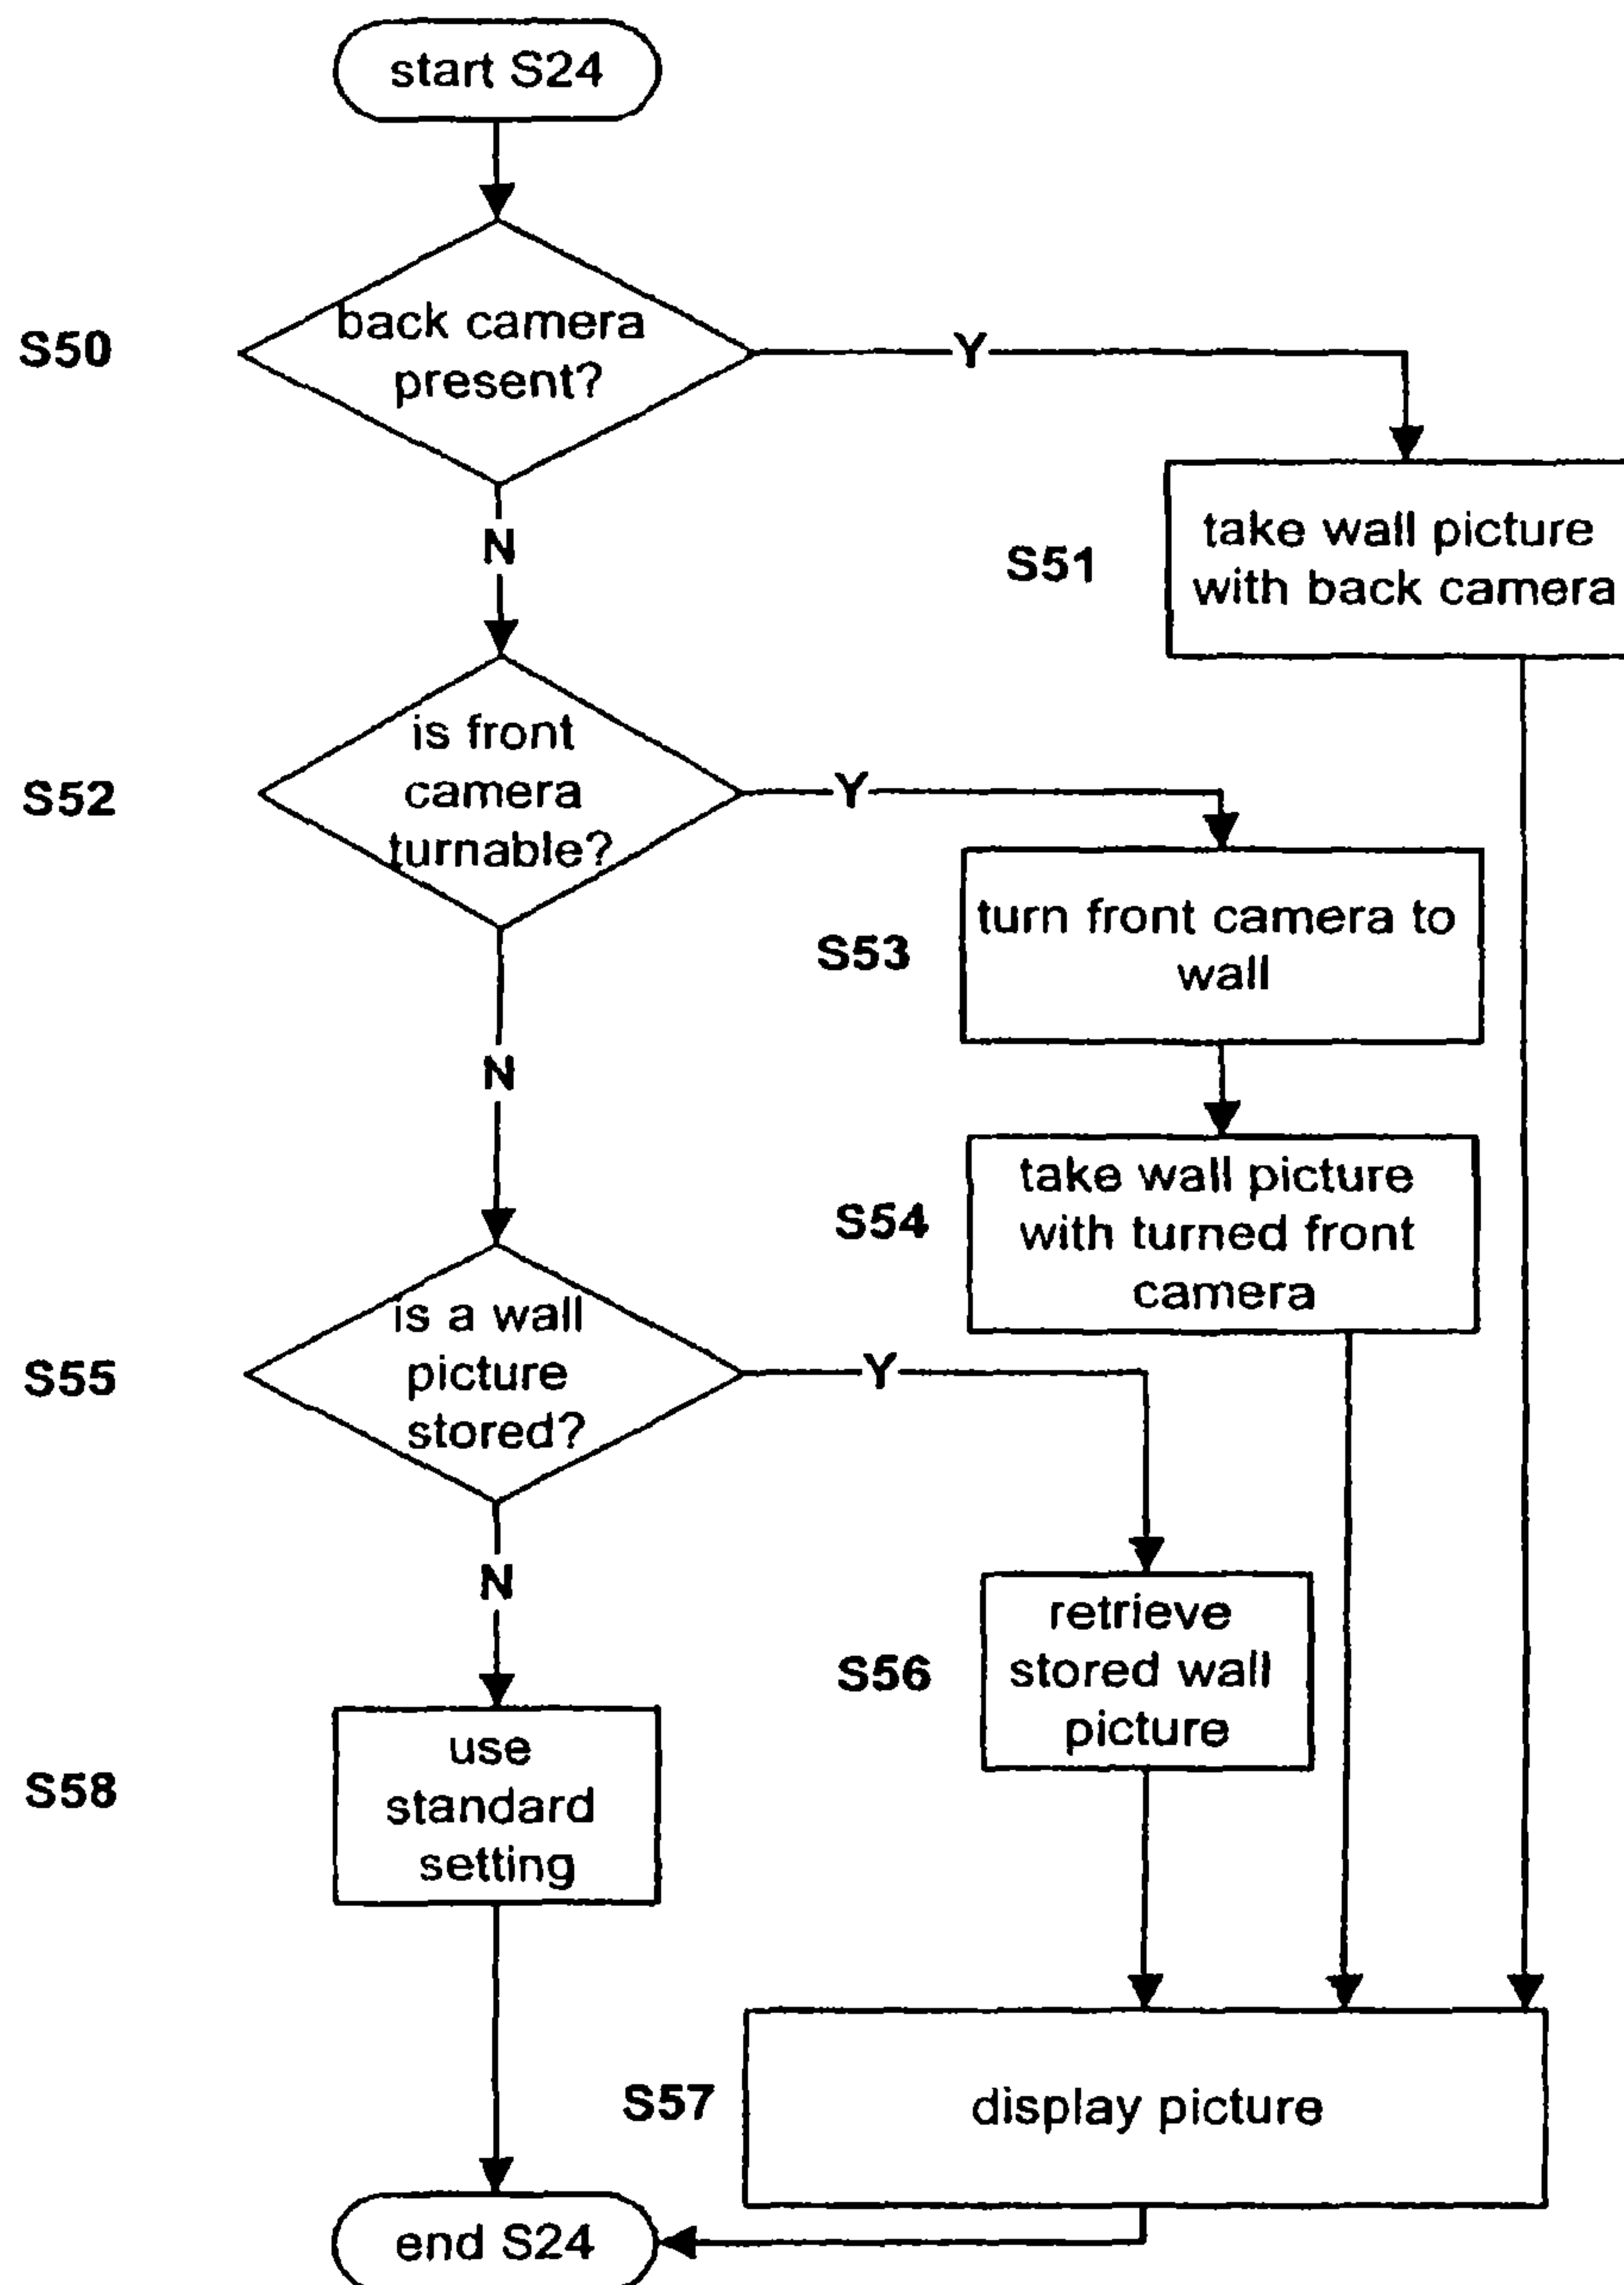 start S24
S50
back camera
present?
Y
N
S51
take wall picture
with back camera
S52
is front
camera
turnable?
Y
N
S53
turn front camera to
wall
S54
take wall picture
with turned front
camera
S55
is a wall
picture
stored?
Y
N
S56
retrieve
stored wall
picture
S58
use
standard
setting
S57
display picture
end S24